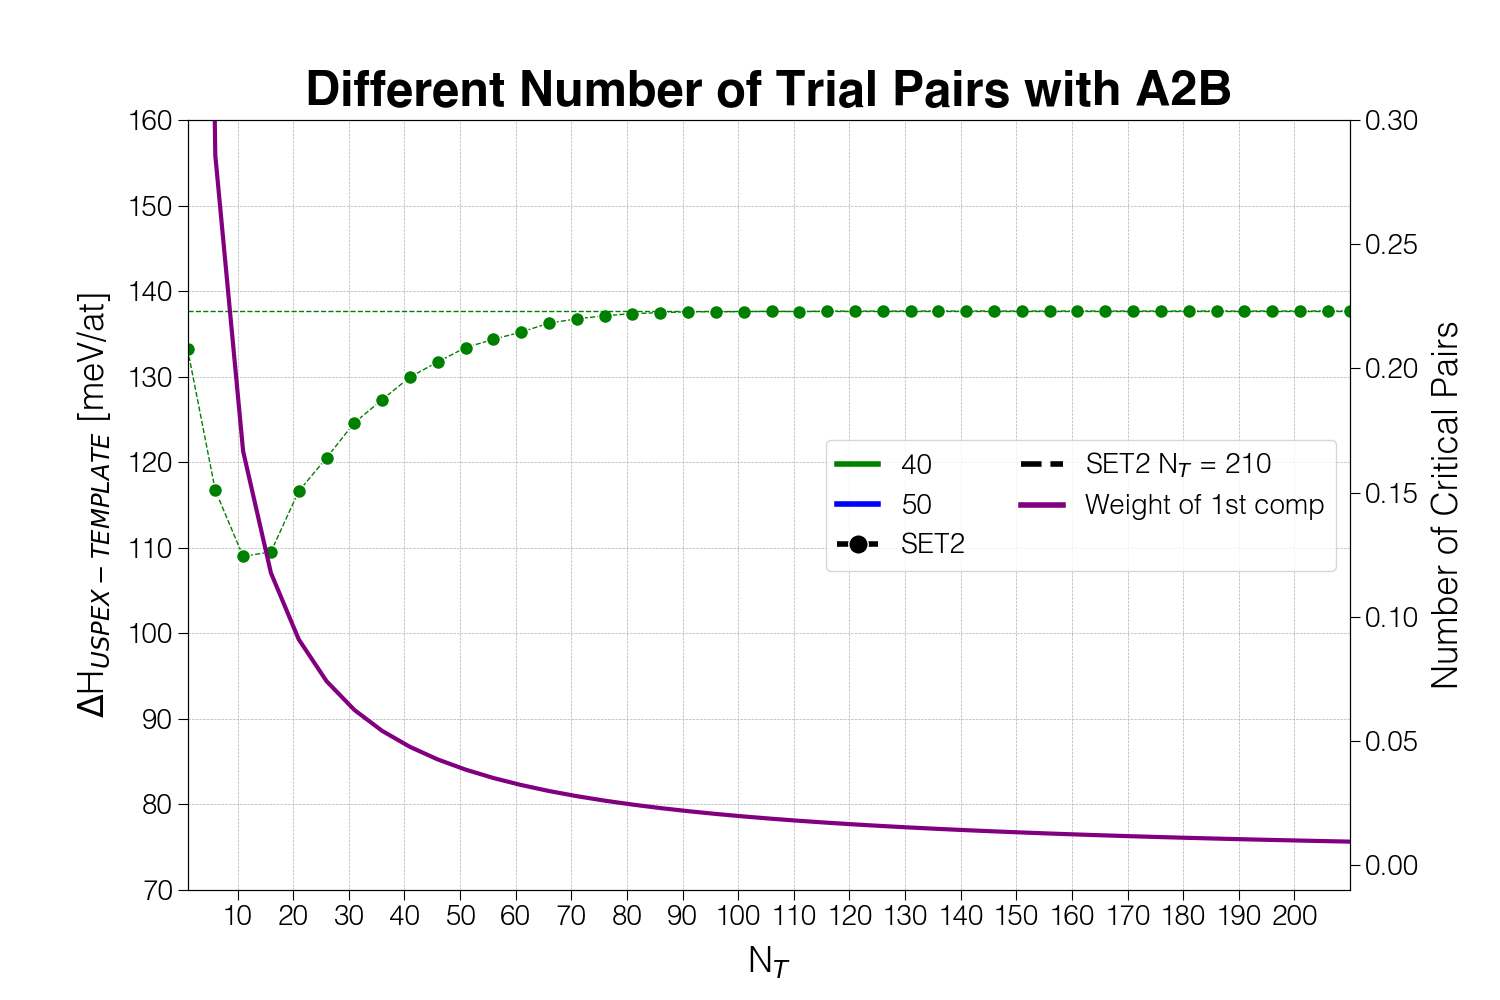 Different Number of Trial Pairs with A2B
ΔH_USPEX − TEMPLATE [meV/at]
160
150
140
130
120
110
100
90
80
70
40
50
SET2
SET2 N_T = 210
Weight of 1st comp
0.30
0.25
0.20
0.15
0.10
0.05
0.00
Number of Critical Pairs
10 20 30 40 50 60 70 80 90 100 110 120 130 140 150 160 170 180 190 200
N_T